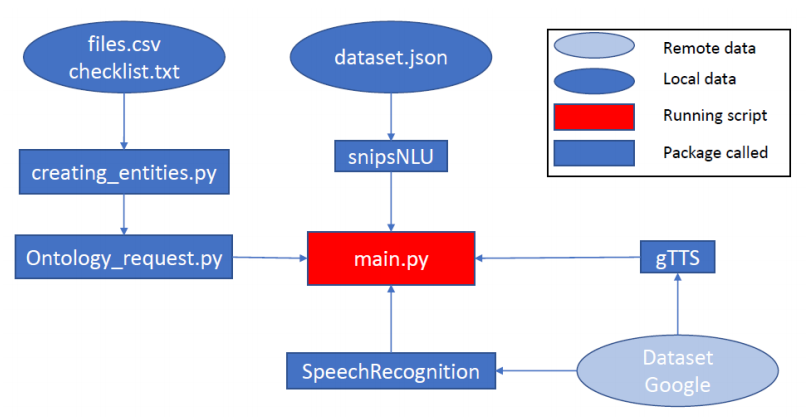 files.csv
checklist.txt
dataset.json
Remote data
Local data
Running script
Package called
creating_entities.py
snipsNLU
Ontology_request.py
main.py
gTTS
SpeechRecognition
Dataset
Google